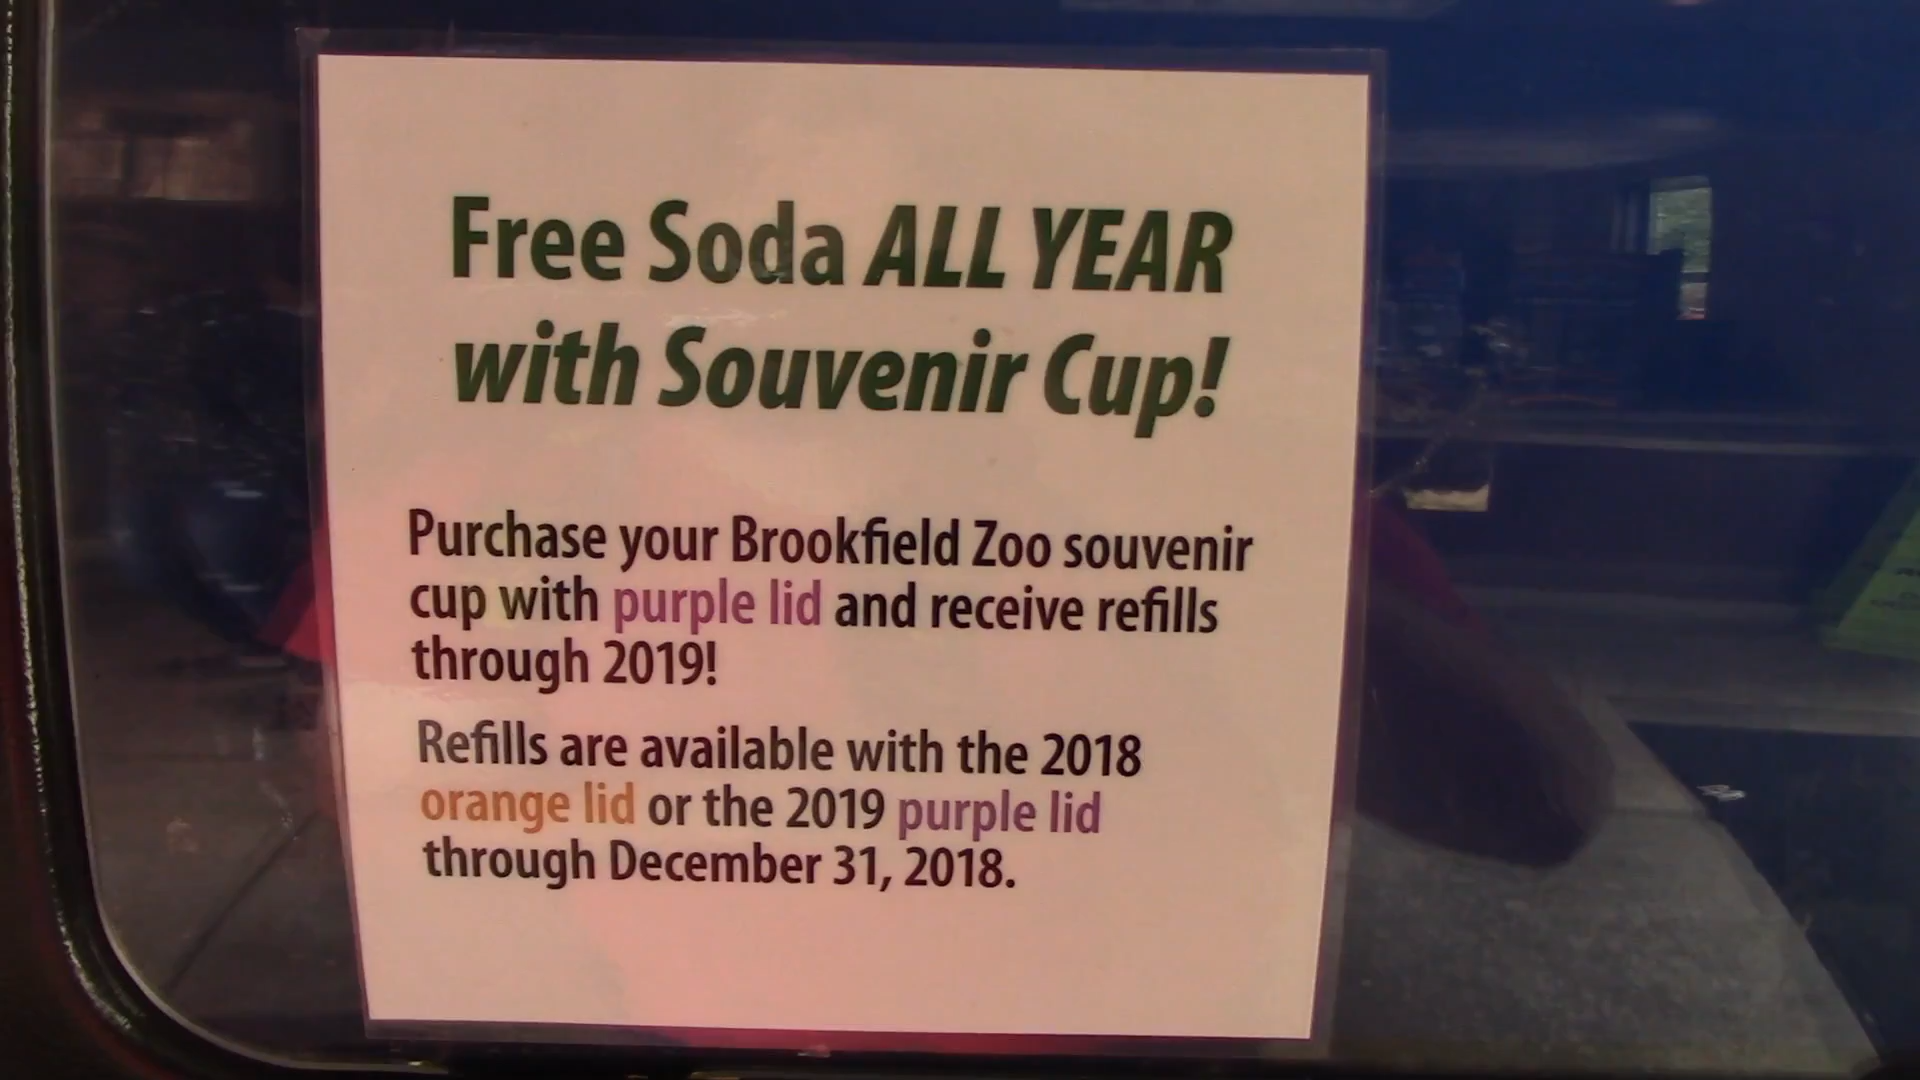 Free Soda ALL YEAR
with Souvenir Cup!
Purchase your Brookfield Zoo souvenir
cup with purple lid and receive refills
through 2019!
Refills are available with the 2018
orange lid or the 2019 purple lid
through December 31, 2018.